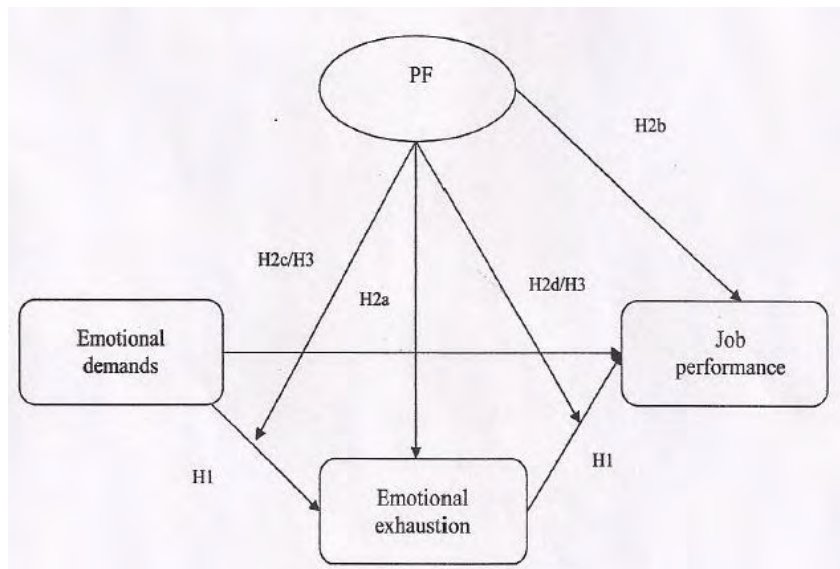 PF
H2b
H2c/H3
H2a
H2d/H3
Emotional
demands
Job
performance
H1
H1
Emotional
exhaustion